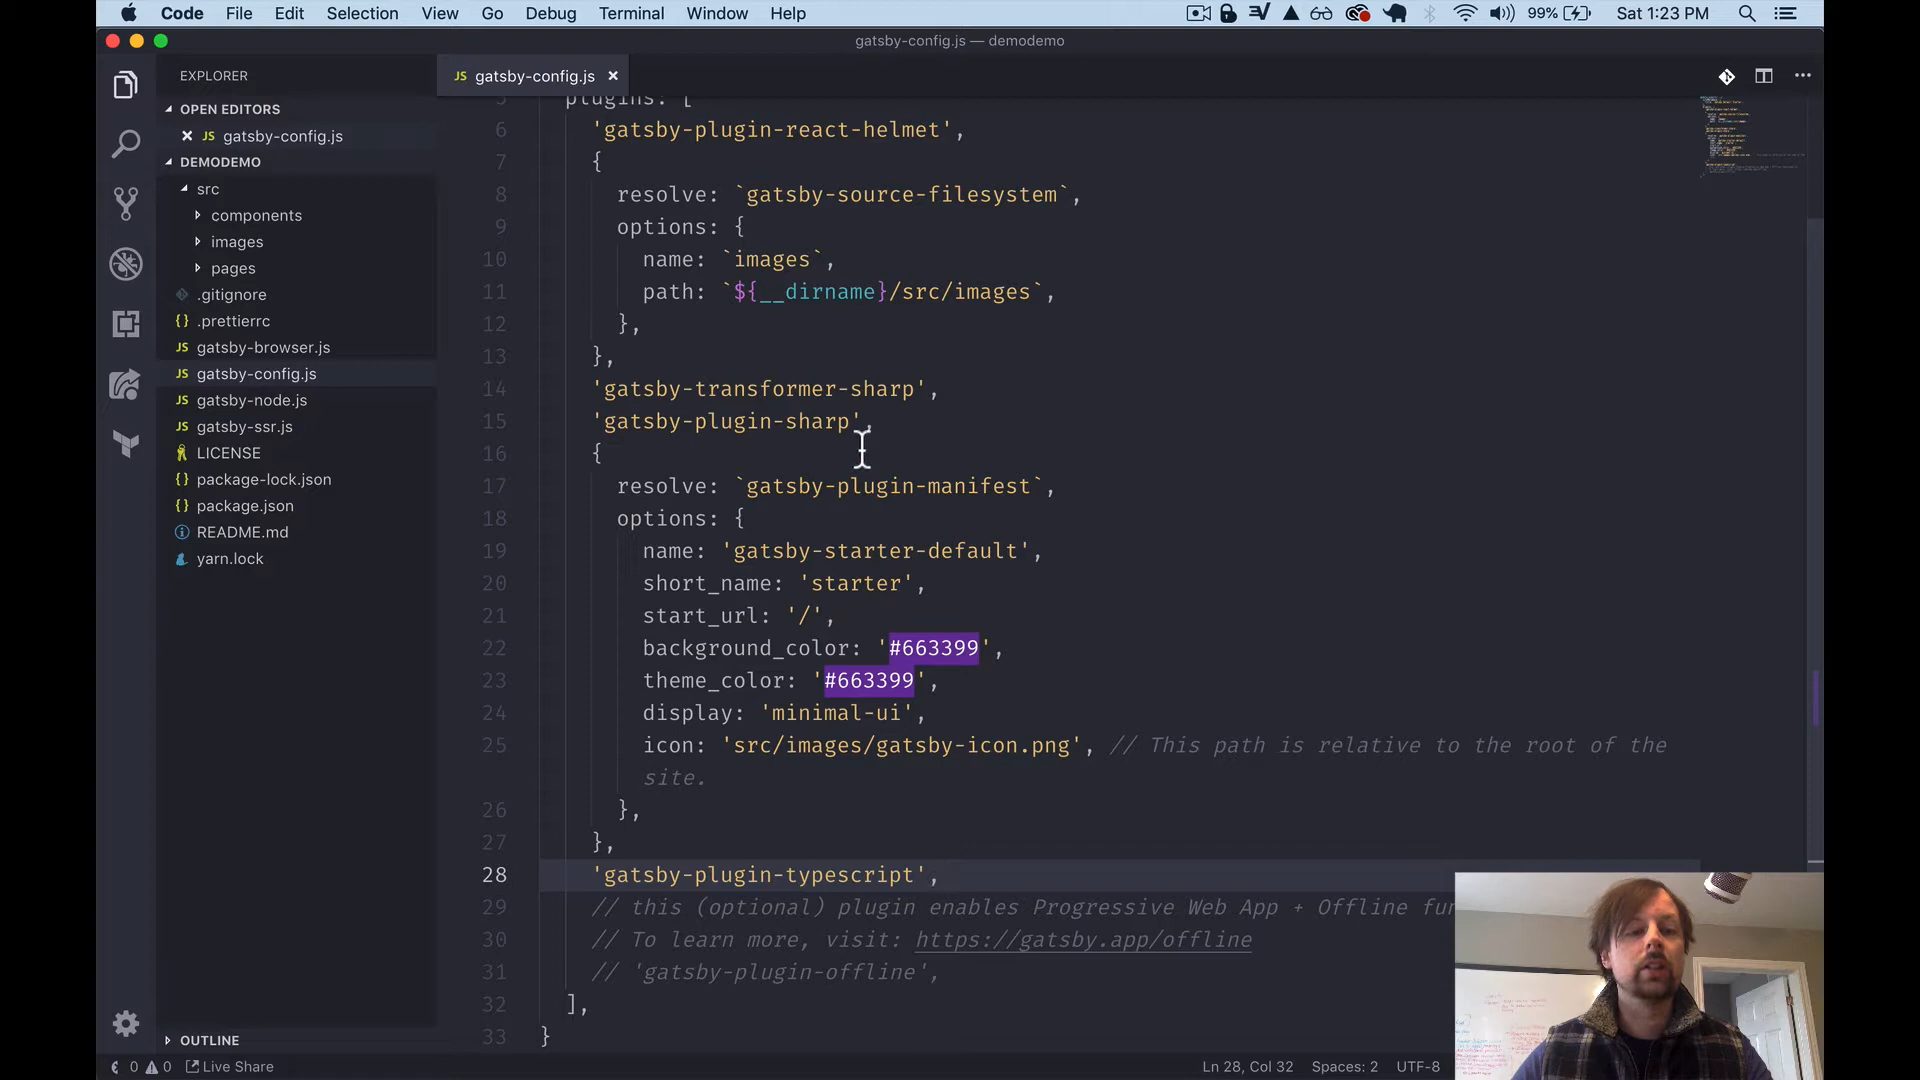 Code File Edit Selection View Go Debug Terminal Window Help 99% Sat 1:23 PM
gatsby-config.js — demodemo
EXPLORER
JS gatsby-config.js ×
OPEN EDITORS
× JS gatsby-config.js
DEMODEMO
src
components
images
pages
.gitignore
{} .prettierrc
JS gatsby-browser.js
JS gatsby-config.js
JS gatsby-node.js
JS gatsby-ssr.js
LICENSE
{} package-lock.json
{} package.json
README.md
yarn.lock
OUTLINE
5 plugins: [
6 'gatsby-plugin-react-helmet',
7 {
8 resolve: `gatsby-source-filesystem`,
9 options: {
10 name: `images`,
11 path: `${__dirname}/src/images`,
12 },
13 },
14 'gatsby-transformer-sharp',
15 'gatsby-plugin-sharp',
16 {
17 resolve: `gatsby-plugin-manifest`,
18 options: {
19 name: 'gatsby-starter-default',
20 short_name: 'starter',
21 start_url: '/',
22 background_color: '#663399',
23 theme_color: '#663399',
24 display: 'minimal-ui',
25 icon: 'src/images/gatsby-icon.png', // This path is relative to the root of the
site.
26 },
27 },
28 'gatsby-plugin-typescript',
29 // this (optional) plugin enables Progressive Web App + Offline fun
30 // To learn more, visit: https://gatsby.app/offline
31 // 'gatsby-plugin-offline',
32 ],
33 }
0 0 Live Share Ln 28, Col 32 Spaces: 2 UTF-8